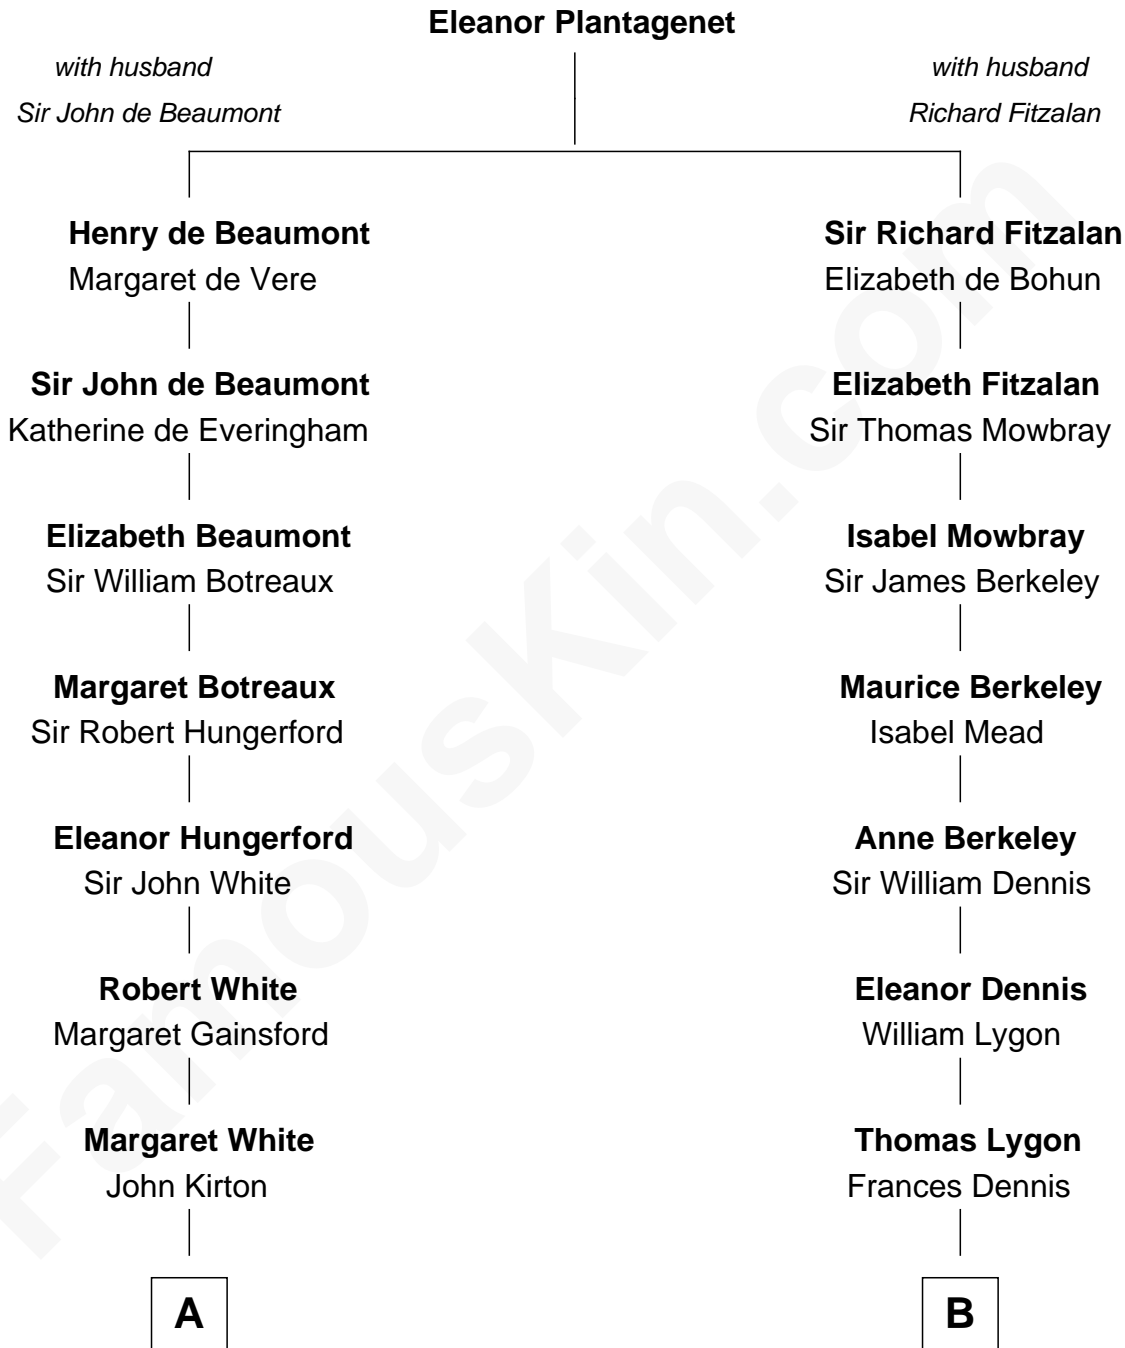 Eleanor Plantagenet
with husband
Sir John de Beaumont
with husband
Richard Fitzalan
Henry de Beaumont
Margaret de Vere
Sir Richard Fitzalan
Elizabeth de Bohun
Sir John de Beaumont
Katherine de Everingham
Elizabeth Fitzalan
Sir Thomas Mowbray
Elizabeth Beaumont
Sir William Botreaux
Isabel Mowbray
Sir James Berkeley
Margaret Botreaux
Sir Robert Hungerford
Maurice Berkeley
Isabel Mead
Eleanor Hungerford
Sir John White
Anne Berkeley
Sir William Dennis
Robert White
Margaret Gainsford
Eleanor Dennis
William Lygon
Margaret White
John Kirton
Thomas Lygon
Frances Dennis
A
B
FamousKin.com